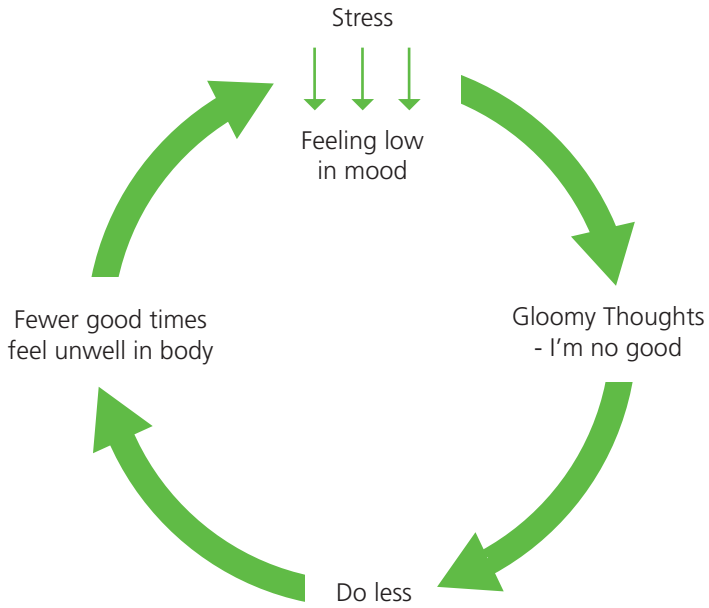 Stress
Feeling low
in mood
Gloomy Thoughts
- I’m no good
Do less
Fewer good times
feel unwell in body